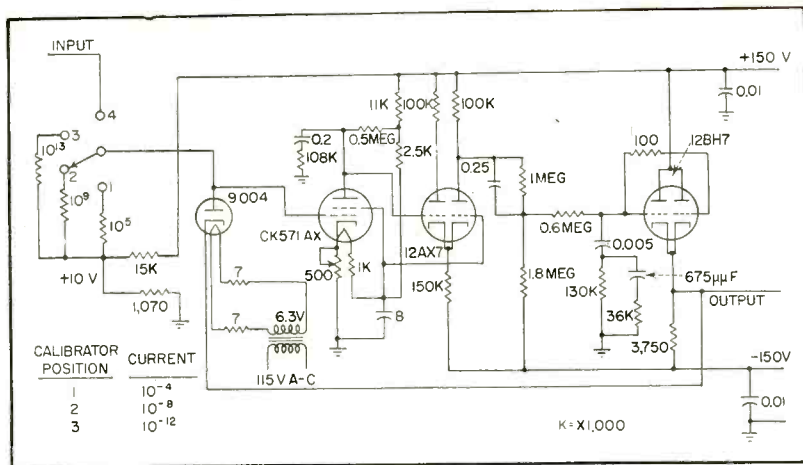 INPUT
+150 V
0.01
4
11K
100K
100K
100
12BH7
3
10¹³
0.2
0.5MEG
108K
2.5K
0.25
1MEG
2
10⁹
1
10⁵
9004
CK571AX
12AX7
0.6MEG
0.005
675μμF
OUTPUT
+10 V
15K
500
1K
150K
1.8 MEG
130K
36K
1,070
7
7
6.3V
8
3,750
-150V
115V A-C
0.01
CALIBRATOR POSITION
CURRENT
1
10⁻⁴
2
10⁻⁸
3
10⁻¹²
K=X1,000